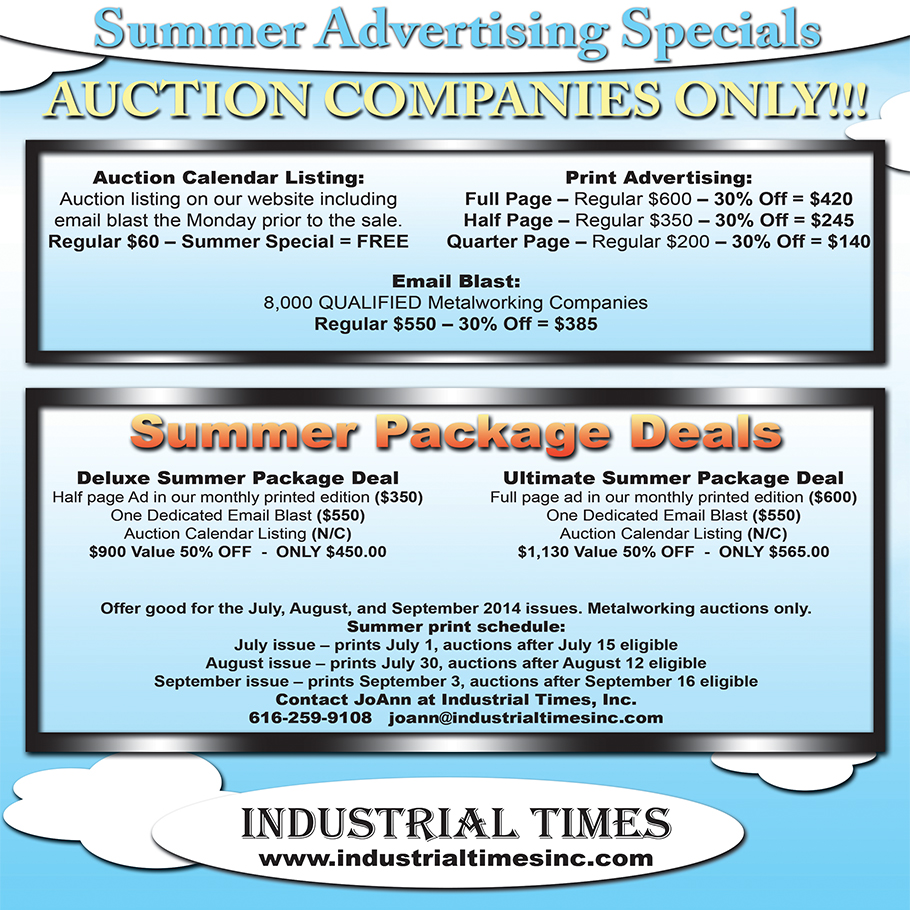 Summer Advertising Specials
AUCTION COMPANIES ONLY!!!
Auction Calendar Listing:
Auction listing on our website including
email blast the Monday prior to the sale.
Regular $60 – Summer Special = FREE
Print Advertising:
Full Page – Regular $600 – 30% Off = $420
Half Page – Regular $350 – 30% Off = $245
Quarter Page – Regular $200 – 30% Off = $140
Email Blast:
8,000 QUALIFIED Metalworking Companies
Regular $550 – 30% Off = $385
Summer Package Deals
Deluxe Summer Package Deal
Half page Ad in our monthly printed edition ($350)
One Dedicated Email Blast ($550)
Auction Calendar Listing (N/C)
$900 Value 50% OFF - ONLY $450.00
Ultimate Summer Package Deal
Full page ad in our monthly printed edition ($600)
One Dedicated Email Blast ($550)
Auction Calendar Listing (N/C)
$1,130 Value 50% OFF - ONLY $565.00
Offer good for the July, August, and September 2014 issues. Metalworking auctions only.
Summer print schedule:
July issue – prints July 1, auctions after July 15 eligible
August issue – prints July 30, auctions after August 12 eligible
September issue – prints September 3, auctions after September 16 eligible
Contact JoAnn at Industrial Times, Inc.
616-259-9108 joann@industrialtimesinc.com
INDUSTRIAL TIMES
www.industrialtimesinc.com